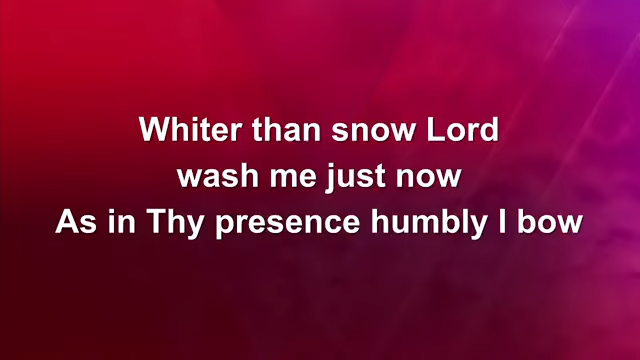 Whiter than snow Lord
wash me just now
As in Thy presence humbly I bow